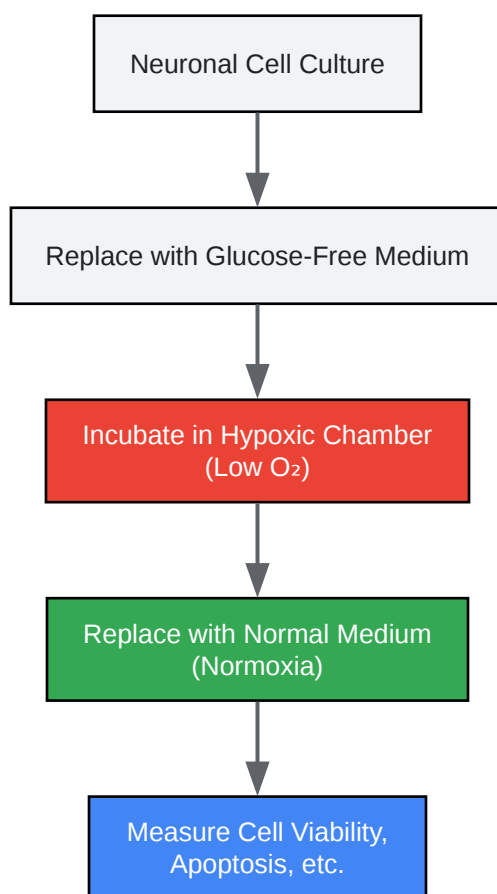 Neuronal Cell Culture
Replace with Glucose-Free Medium
Incubate in Hypoxic Chamber
(Low O₂)
Replace with Normal Medium
(Normoxia)
Measure Cell Viability,
Apoptosis, etc.